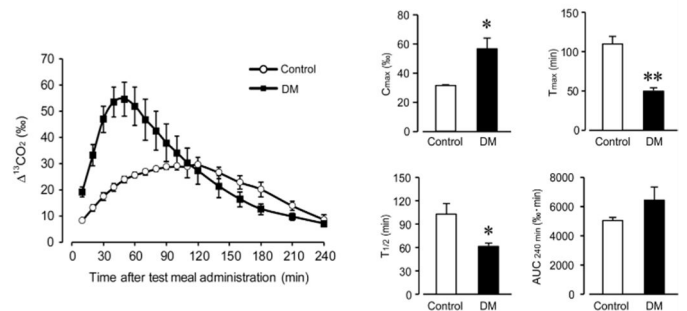 Δ¹³CO₂ (‰)
70
60
50
40
30
20
10
0
Control
DM
0 30 60 90 120 150 180 210 240
Time after test meal administration (min)
Cmax (‰)
80
60
40
20
0
*
Control DM
Tmax (min)
150
100
50
0
**
Control DM
T1/2 (min)
150
120
90
60
30
0
*
Control DM
AUC 240 min (‰·min)
8000
6000
4000
2000
0
Control DM